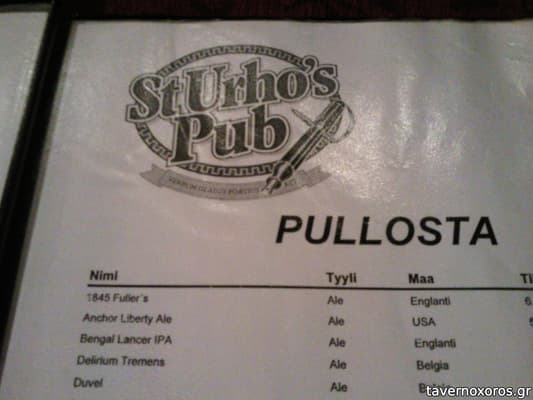 St Urho's
Pub
PULLOSTA
Nimi Tyyli Maa
1845 Fuller´s Ale Englanti 6.
Anchor Liberty Ale Ale USA
Bengal Lancer IPA Ale Englanti
Delirium Tremens Ale Belgia
Duvel Ale
tavernoxoros.gr